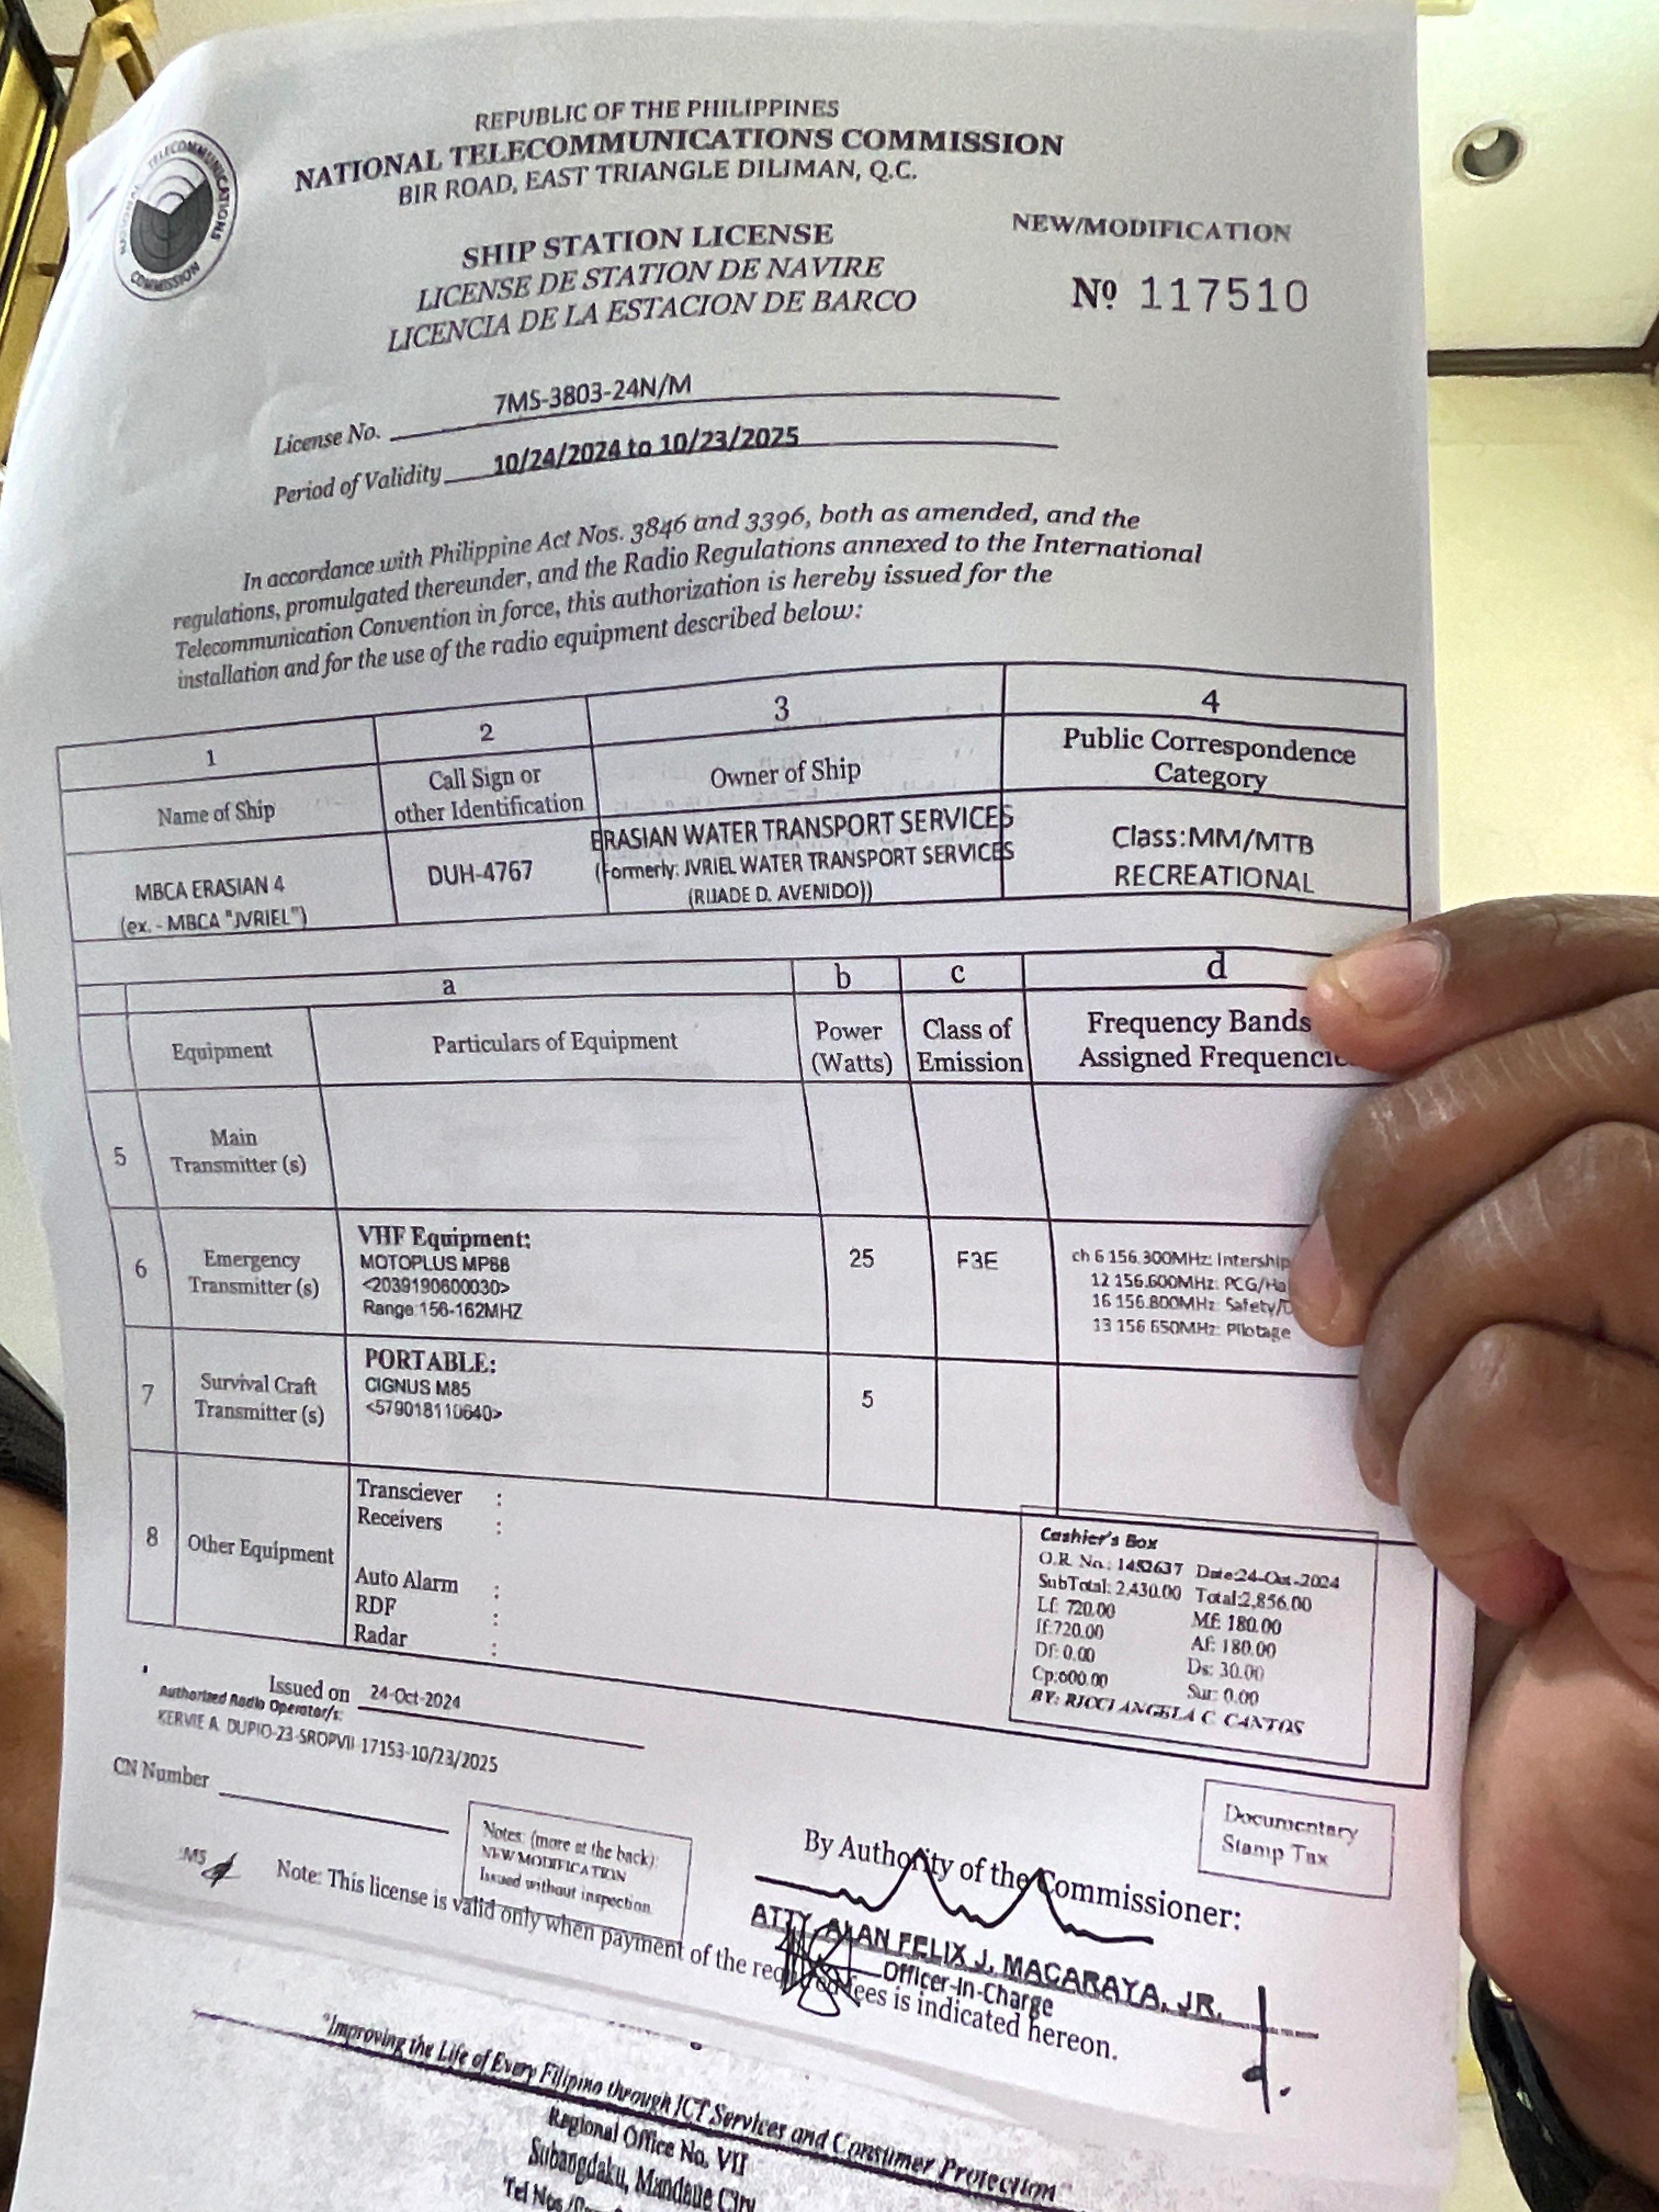 REPUBLIC OF THE PHILIPPINES
NATIONAL TELECOMMUNICATIONS COMMISSION
BIR ROAD, EAST TRIANGLE DILIMAN, Q.C.
NATIONAL TELECOMMUNICATIONS COMMISSION
SHIP STATION LICENSE
LICENSE DE STATION DE NAVIRE
LICENCIA DE LA ESTACION DE BARCO
NEW/MODIFICATION
Nº 117510
License No. 7MS-3803-24N/M
Period of Validity 10/24/2024 to 10/23/2025
In accordance with Philippine Act Nos. 3846 and 3396, both as amended, and the
regulations, promulgated thereunder, and the Radio Regulations annexed to the International
Telecommunication Convention in force, this authorization is hereby issued for the
installation and for the use of the radio equipment described below:
1 2 3 4
Name of Ship
Call Sign or
other Identification
Owner of Ship
Public Correspondence
Category
MBCA ERASIAN 4
(ex. - MBCA "JVRIEL")
DUH-4767
ERASIAN WATER TRANSPORT SERVICES
(Formerly: JVRIEL WATER TRANSPORT SERVICES
(RIJADE D. AVENIDO))
Class:MM/MTB
RECREATIONAL
a b c d
Equipment
Particulars of Equipment
Power
(Watts)
Class of
Emission
Frequency Bands
Assigned
5
Main
Transmitter (s)
6
Emergency
Transmitter (s)
VHF Equipment:
MOTOPLUS MP88
<2039190600030>
Range:156-162MHZ
25
F3E
ch 6 156.300MHz: Intership
12 156.600MHz: PCG/
16 156.800MHz: Safety/
13 156.650MHz: Pilotage
7
Survival Craft
Transmitter (s)
PORTABLE:
CIGNUS M85
<579018110640>
5
8
Other Equipment
Transciever :
Receivers :
Auto Alarm :
RDF :
Radar :
Cashier's Box
O.R. No.: 1452637 Date:24-Oct-2024
SubTotal: 2,430.00 Total:2,856.00
Lf: 720.00 Mf: 180.00
If:720.00 Af: 180.00
Df: 0.00 Ds: 30.00
Cp:600.00 Sur: 0.00
BY: RICCI ANGELA C. CANTOS
Issued on 24-Oct-2024
Authorized Radio Operator/s:
KERVIE A. DUPIO-23-SROPVII-17153-10/23/2025
CN Number
Documentary
Stamp Tax
Notes: (more at the back):
NEW MODIFICATION
Issued without inspection.
By Authority of the Commissioner:
ATTY. ALAN FELIX J. MACARAYA, JR.
Officer-In-Charge
:MS
Note: This license is valid only when payment of the required fees is indicated hereon.
"Improving the Life of Every Filipino through ICT Services and Consumer Protection"
Regional Office No. VII
Subangdaku, Mandaue City
Tel Nos